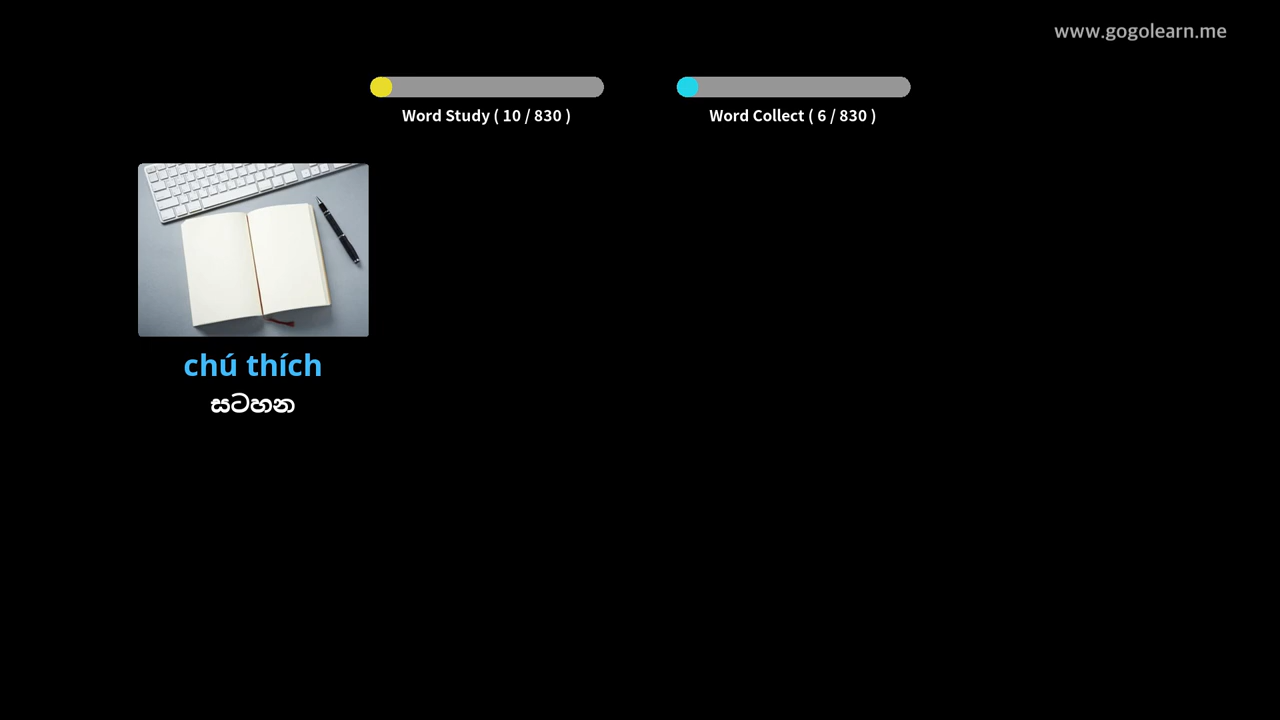 www.gogolearn.me
Word Study ( 10 / 830 )
Word Collect ( 6 / 830 )
chú thích
සටහන